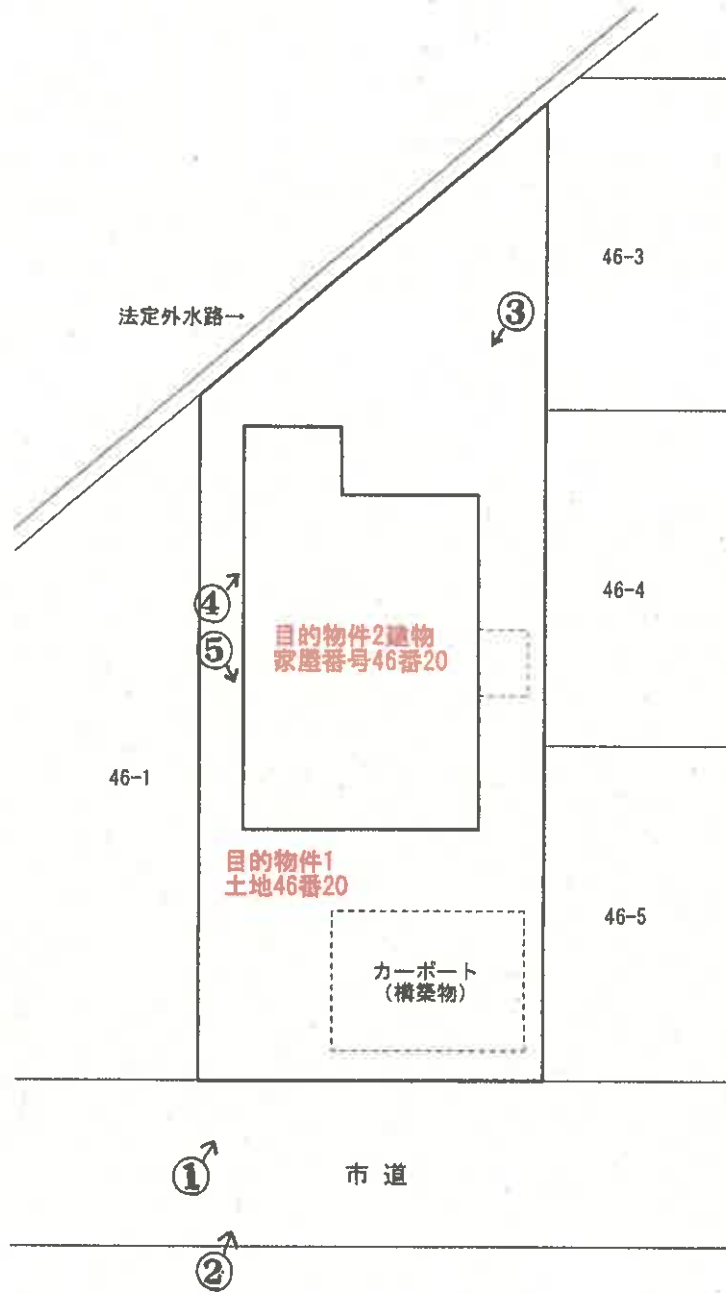 46-3
③
法定外水路→
46-4
④
⑤
目的物件2建物
家屋番号46番20
46-1
目的物件1
土地46番20
46-5
カーポート
(構築物)
①
市道
②